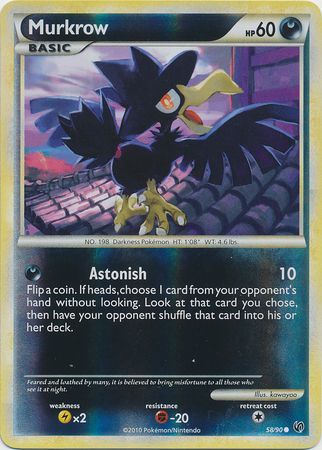 Murkrow HP 60
BASIC
NO. 198 Darkness Pokémon HT: 1'08" WT: 4.6 lbs.
Astonish 10
Flip a coin. If heads, choose 1 card from your opponent's
hand without looking. Look at that card you chose,
then have your opponent shuffle that card into his or
her deck.
Feared and loathed by many, it is believed to bring misfortune to all those who
see it at night.
Illus. kawayoo
weakness resistance retreat cost
×2 -20
©2010 Pokémon/Nintendo 58/90